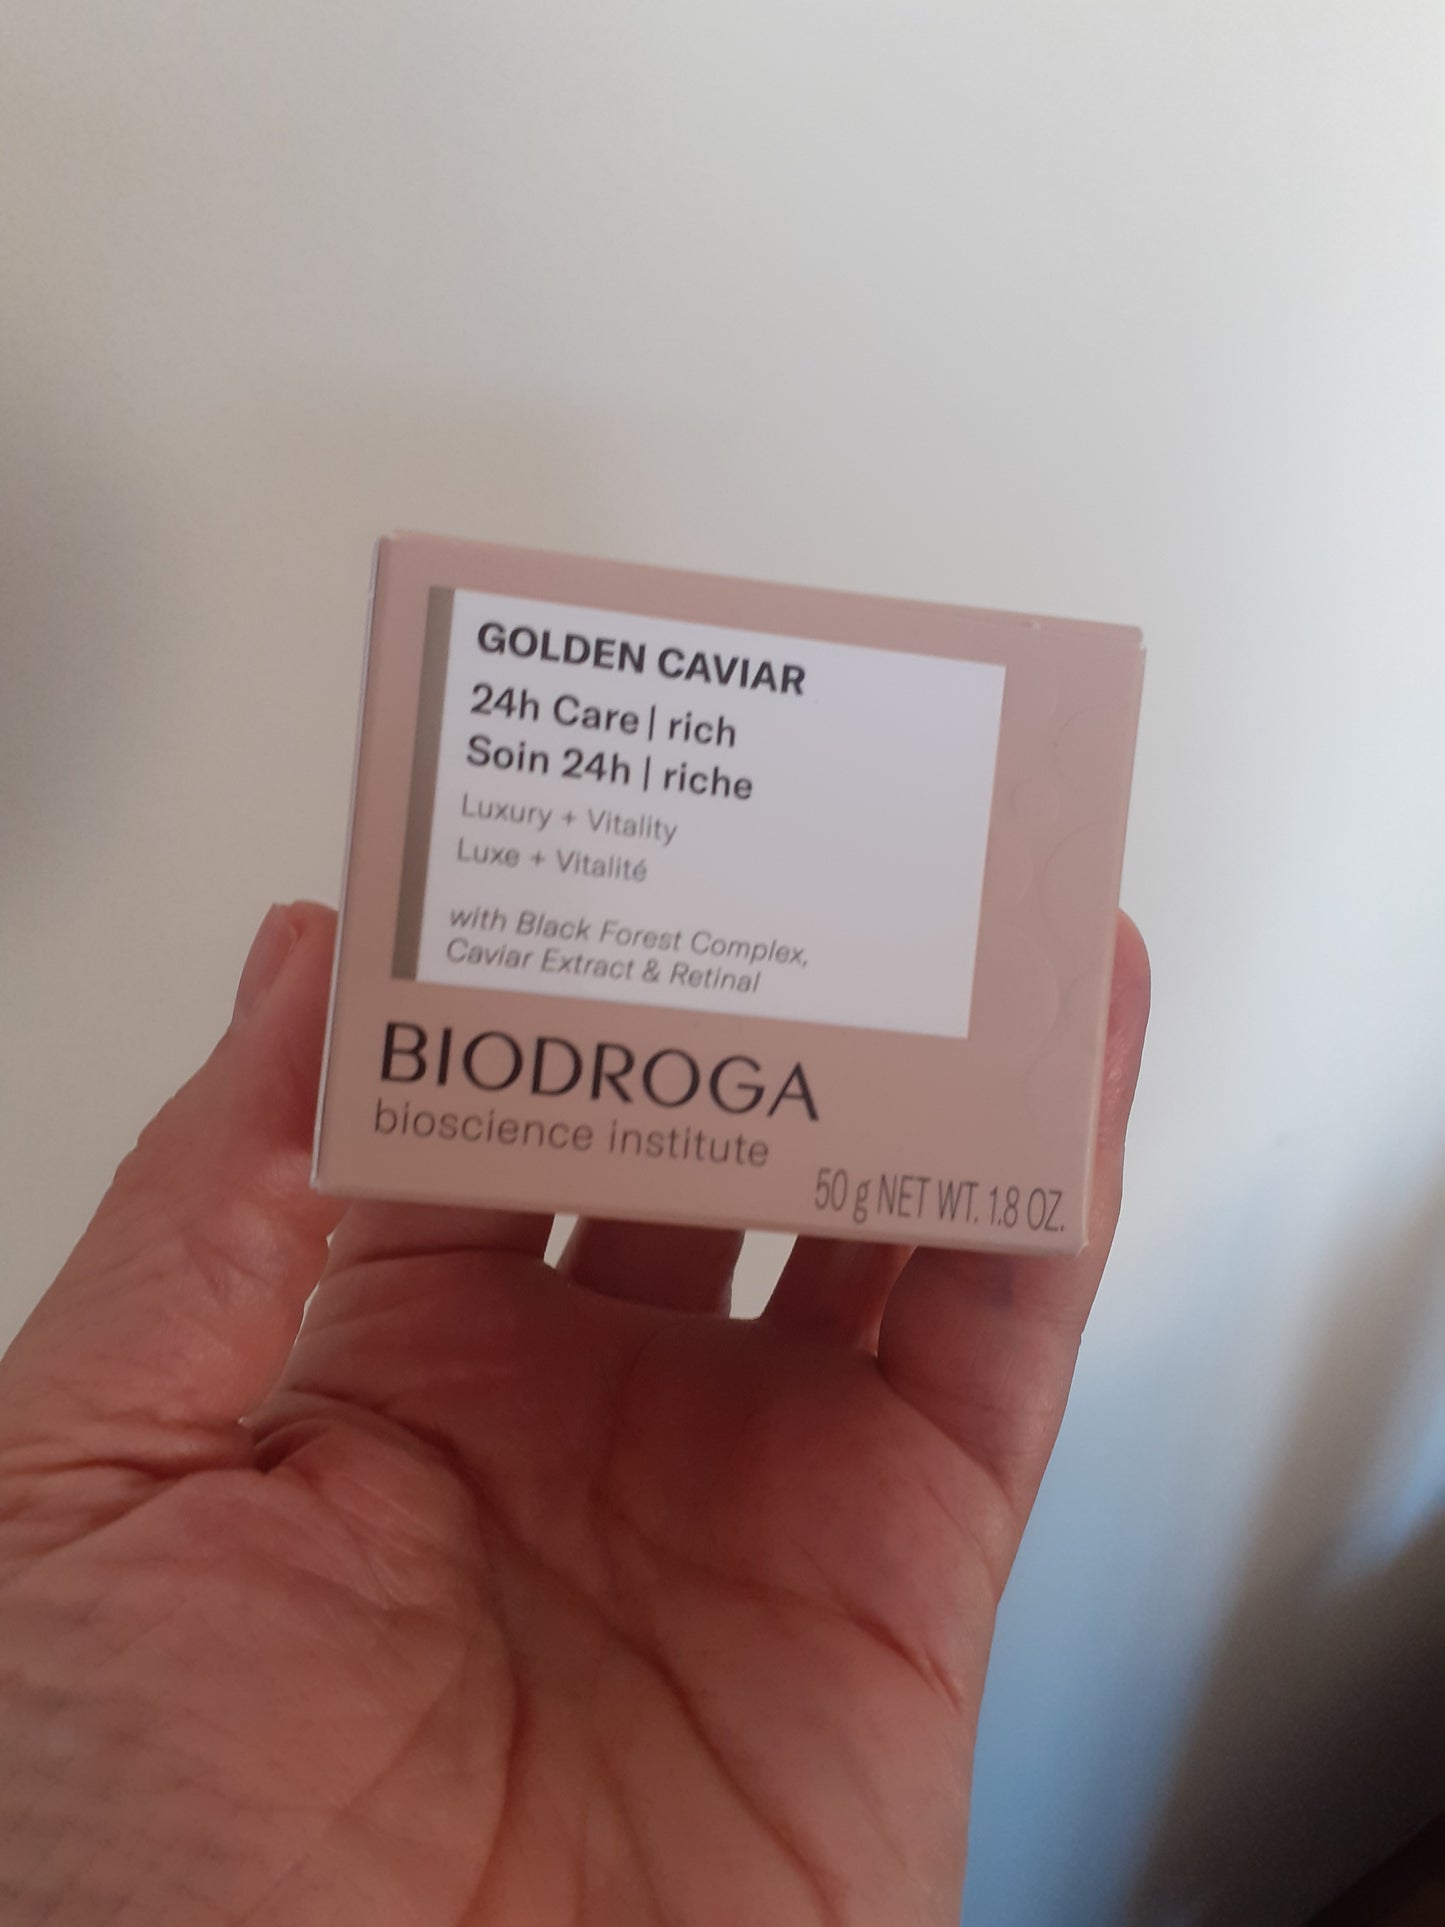 GOLDEN CAVIAR
24h Care | rich
Soin 24h | riche
Luxury + Vitality
Luxe + Vitalité
with Black Forest Complex,
Caviar Extract & Retinal
BIODROGA
bioscience institute
50 g NET WT. 1.8 OZ.